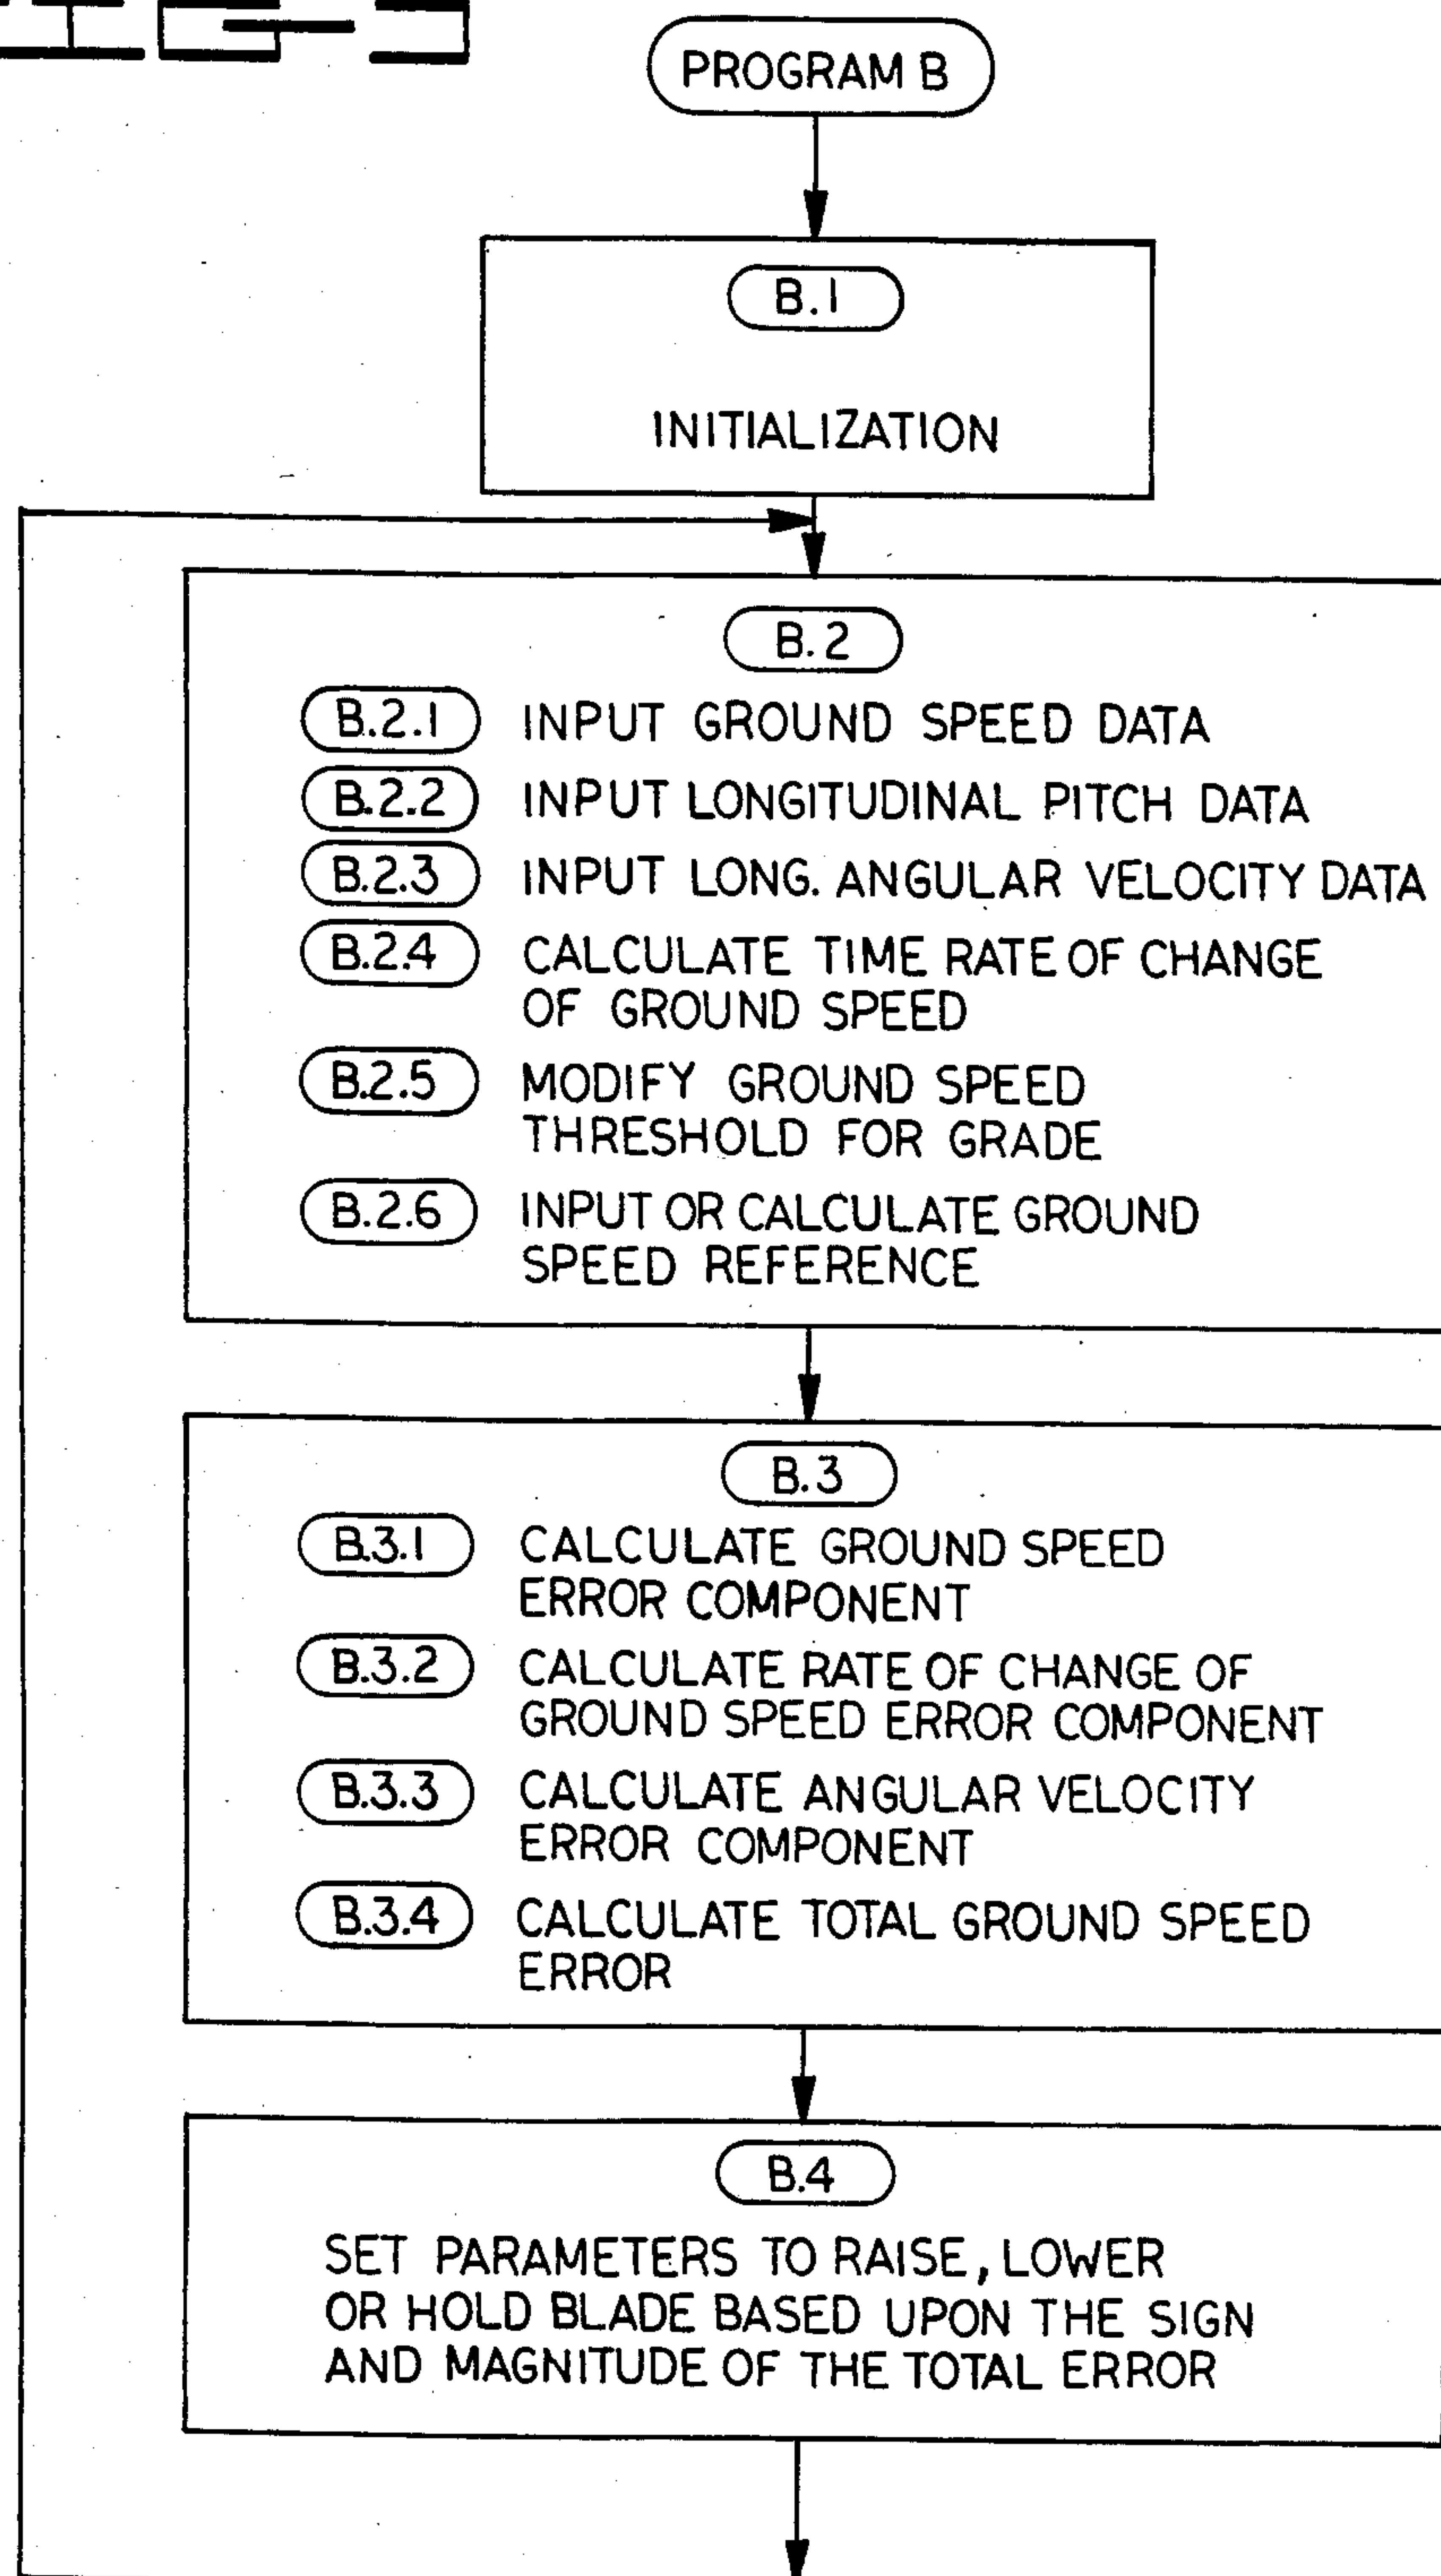 PROGRAM B
B.1
INITIALIZATION
B.2
B.2.1 INPUT GROUND SPEED DATA
B.2.2 INPUT LONGITUDINAL PITCH DATA
B.2.3 INPUT LONG. ANGULAR VELOCITY DATA
B.2.4 CALCULATE TIME RATE OF CHANGE
OF GROUND SPEED
B.2.5 MODIFY GROUND SPEED
THRESHOLD FOR GRADE
B.2.6 INPUT OR CALCULATE GROUND
SPEED REFERENCE
B.3
B.3.1 CALCULATE GROUND SPEED
ERROR COMPONENT
B.3.2 CALCULATE RATE OF CHANGE OF
GROUND SPEED ERROR COMPONENT
B.3.3 CALCULATE ANGULAR VELOCITY
ERROR COMPONENT
B.3.4 CALCULATE TOTAL GROUND SPEED
ERROR
B.4
SET PARAMETERS TO RAISE, LOWER
OR HOLD BLADE BASED UPON THE SIGN
AND MAGNITUDE OF THE TOTAL ERROR